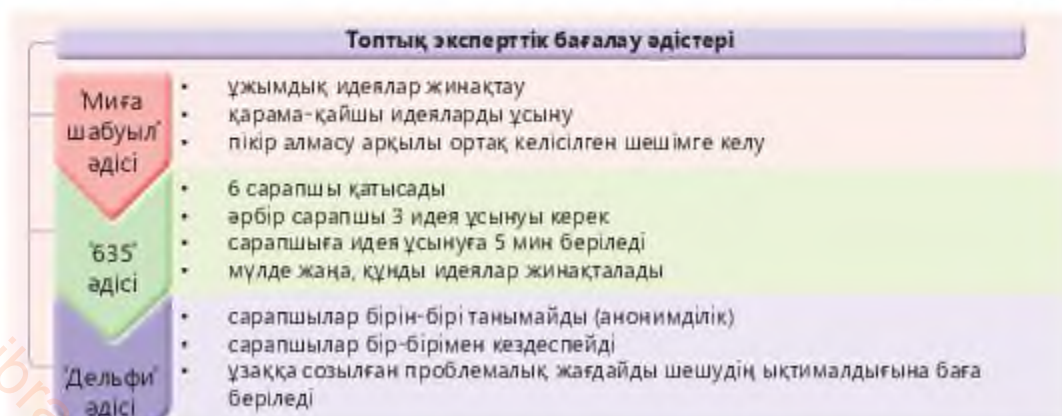 Топтық эксперттік бағалау әдістері
"Миға
шабуыл"
әдісі
• ұжымдық идеялар жинақтау
• қарама-қайшы идеяларды ұсыну
• пікір алмасу арқылы ортақ келісілген шешімге келу
"635"
әдісі
• 6 сарапшы қатысады
• әрбір сарапшы 3 идея ұсынуы керек
• сарапшыға идея ұсынуға 5 мин беріледі
• мүлде жаңа, құнды идеялар жинақталады
"Дельфи"
әдісі
• сарапшылар бірін-бірі танымайды (анонимділік)
• сарапшылар бір-бірімен кездеспейді
• ұзаққа созылған проблемалық жағдайды шешудің ықтималдығына баға
беріледі